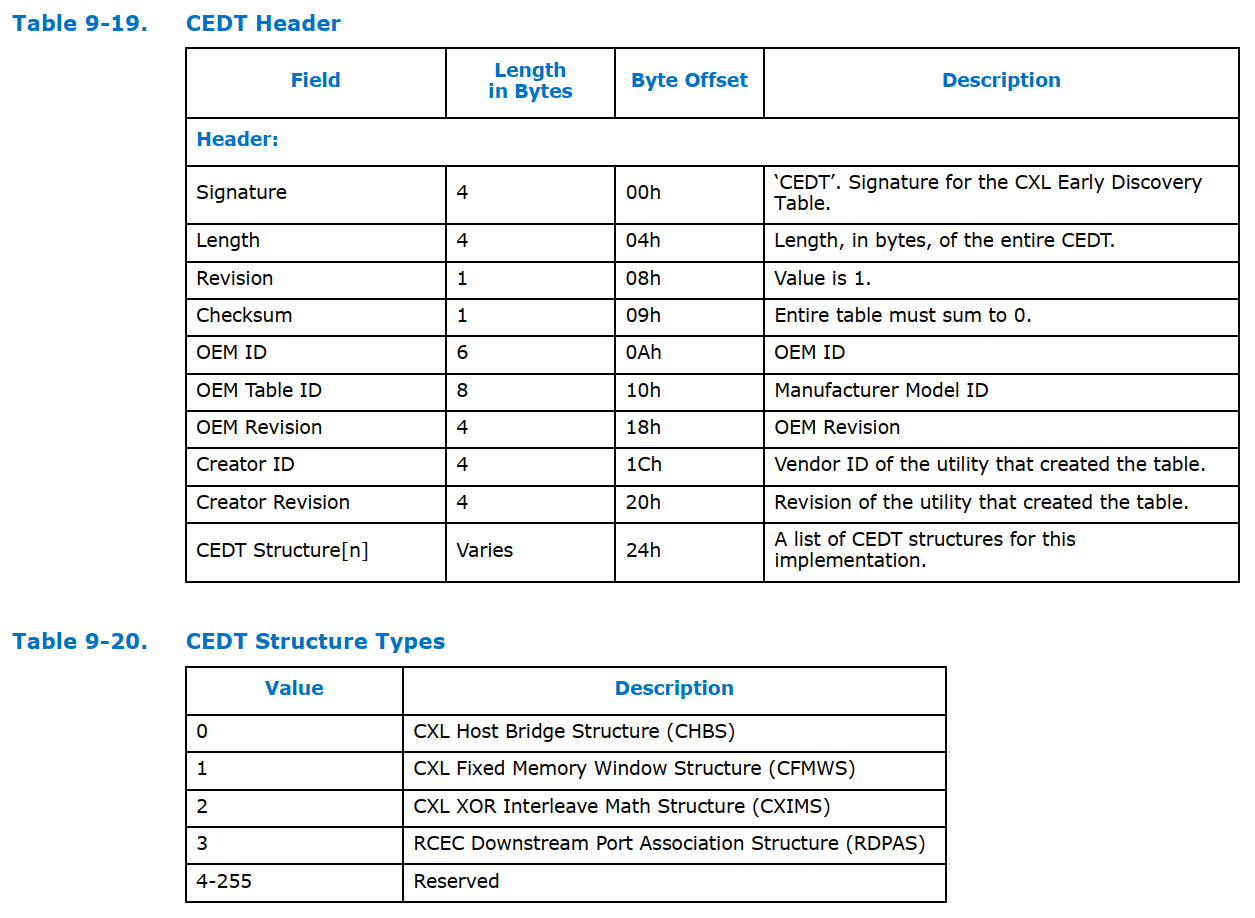 Table 9-19. CEDT Header
Field Length in Bytes Byte Offset Description
Header:
Signature 4 00h ‘CEDT’. Signature for the CXL Early Discovery
Table.
Length 4 04h Length, in bytes, of the entire CEDT.
Revision 1 08h Value is 1.
Checksum 1 09h Entire table must sum to 0.
OEM ID 6 0Ah OEM ID
OEM Table ID 8 10h Manufacturer Model ID
OEM Revision 4 18h OEM Revision
Creator ID 4 1Ch Vendor ID of the utility that created the table.
Creator Revision 4 20h Revision of the utility that created the table.
CEDT Structure[n] Varies 24h A list of CEDT structures for this
implementation.
Table 9-20. CEDT Structure Types
Value Description
0 CXL Host Bridge Structure (CHBS)
1 CXL Fixed Memory Window Structure (CFMWS)
2 CXL XOR Interleave Math Structure (CXIMS)
3 RCEC Downstream Port Association Structure (RDPAS)
4-255 Reserved